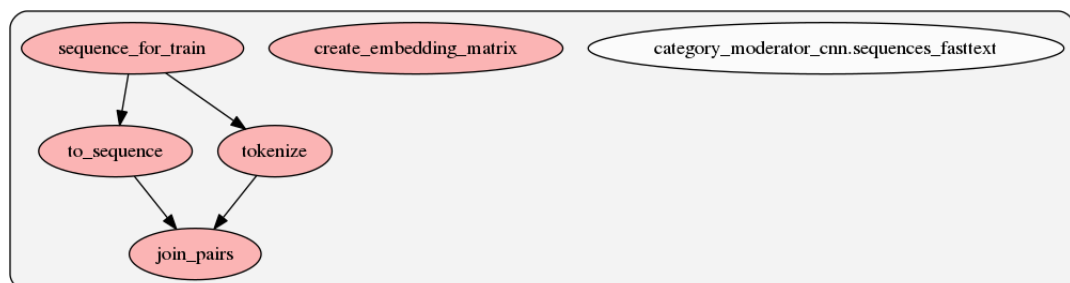 sequence_for_train
create_embedding_matrix
category_moderator_cnn.sequences_fasttext
to_sequence
tokenize
join_pairs